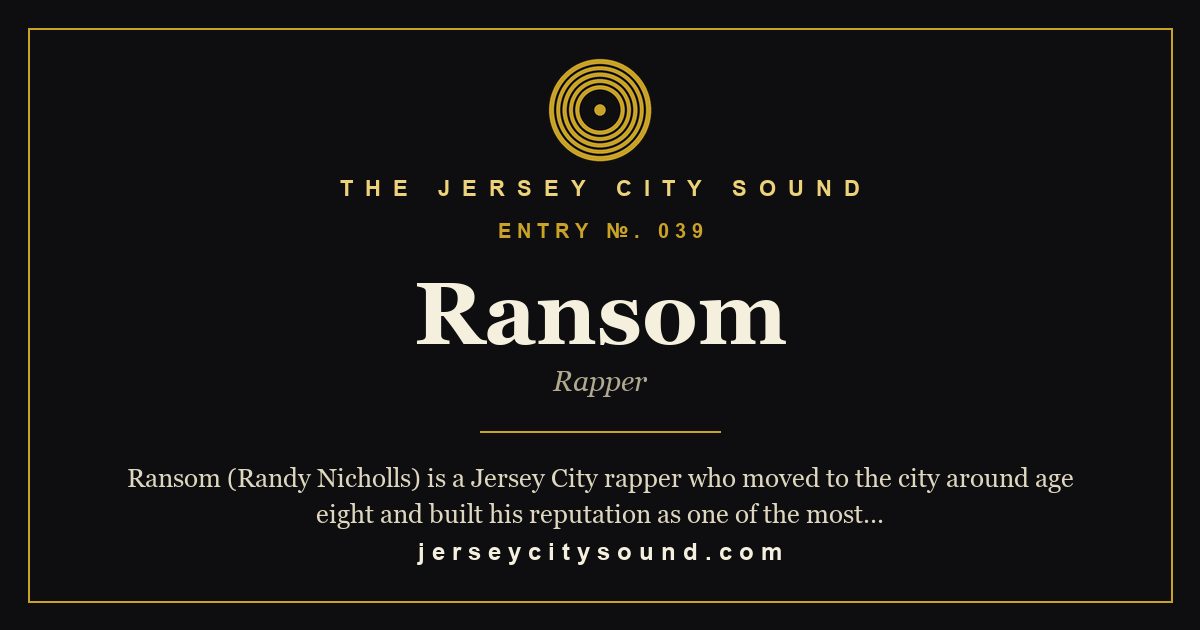 THE JERSEY CITY SOUND
ENTRY №. 039
Ransom
Rapper
Ransom (Randy Nicholls) is a Jersey City rapper who moved to the city around age
eight and built his reputation as one of the most...
jerseycitysound.com